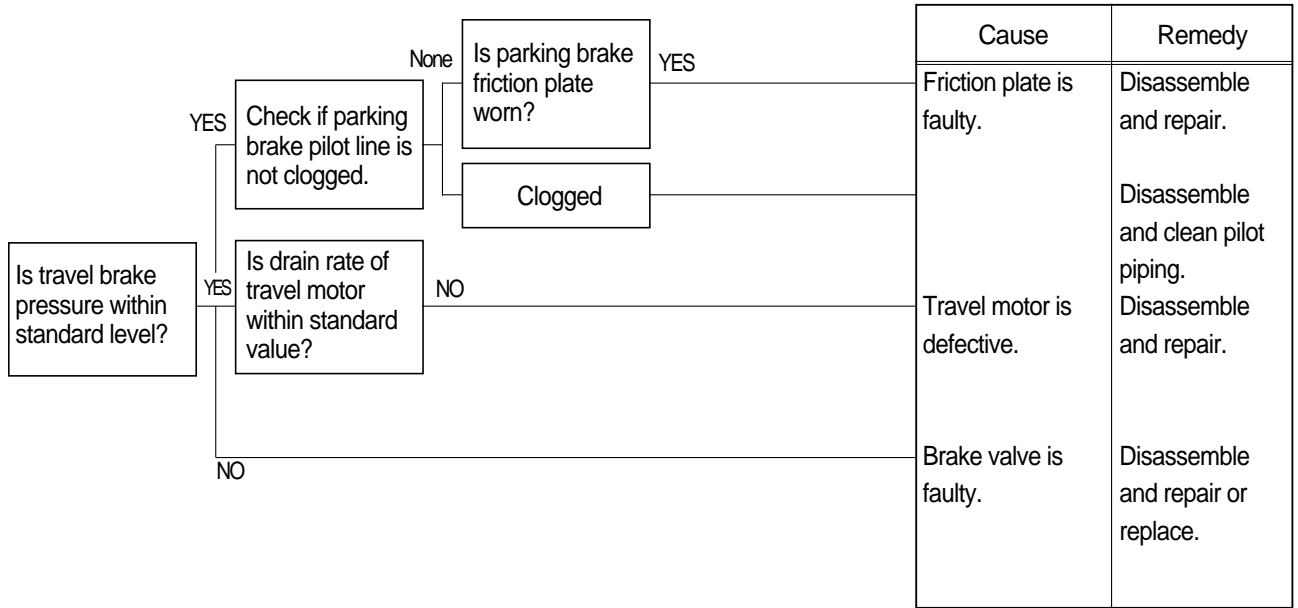 Cause
Remedy
None
Is parking brake
friction plate
worn?
YES
Friction plate is
faulty.
Disassemble
and repair.
YES
Check if parking
brake pilot line is
not clogged.
Clogged
Disassemble
and clean pilot
piping.
Is travel brake
pressure within
standard level?
YES
Is drain rate of
travel motor
within standard
value?
NO
Travel motor is
defective.
Disassemble
and repair.
NO
Brake valve is
faulty.
Disassemble
and repair or
replace.